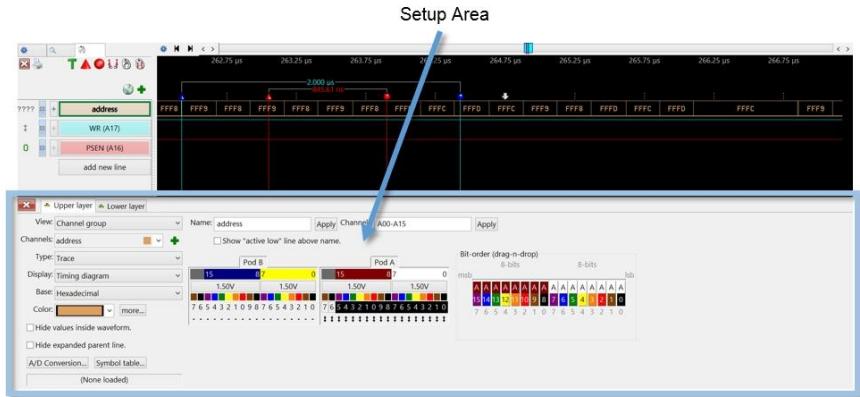 Setup Area
262.75 µs 263.25 µs 263.75 µs 264.75 µs 265.25 µs 265.75 µs 266.25 µs 266.75 µs
2.000 µs
???? address FFF8 FFF9 FFF8 FFF9 FFF8 FFF9 FFF8 FFFC FFFD FFFC FFF9 FFF8 FFFD FFFC FFFD FFFC FFF9
WR (A17)
0 PSEN (A16)
add new line
Upper layer Lower layer
View: Channel group Name: address Apply Channels: A00-A15 Apply
Channels: address Show "active low" line above name.
Type: Trace Pod B Pod A Bit-order (drag-n-drop)
8-bits 8-bits
Display: Timing diagram 15 8 7 0 15 8 7 0 msb lsb
Base: Hexadecimal 1.50V 1.50V 1.50V 1.50V A A A A A A A A A A A A A A A A
Color: more... 15 14 13 12 11 10 9 8 7 6 5 4 3 2 1 0
7 6 5 4 3 2 1 0 9 8 7 6 5 4 3 2 1 0 7 6 5 4 3 2 1 0 9 8 7 6 5 4 3 2 1 0 7 6 5 4 3 2 1 0 7 6 5 4 3 2 1 0
Hide values inside waveform.
Hide expanded parent line.
A/D Conversion... Symbol table...
(None loaded)